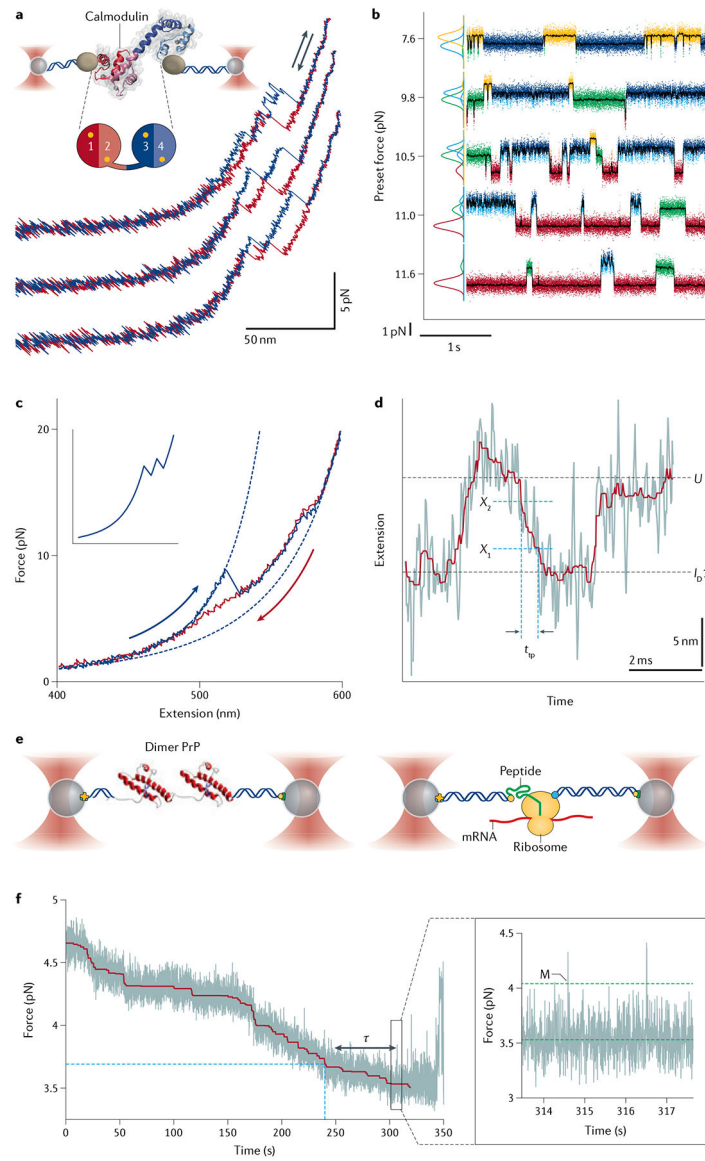 a
Calmodulin
1
2
3
4
5 pN
50 nm
b
Preset force (pN)
7.6
9.8
10.5
11.0
11.6
1 pN
1 s
c
Force (pN)
20
10
0
400
500
600
Extension (nm)
d
Extension
U
X2
X1
ttp
5 nm
2 ms
Time
e
Dimer PrP
Peptide
mRNA
Ribosome
f
Force (pN)
5
4.5
4
3.5
τ
0
50
100
150
200
250
300
350
Time (s)
Force (pN)
4.5
4
3.5
3
M
314
315
316
317
Time (s)